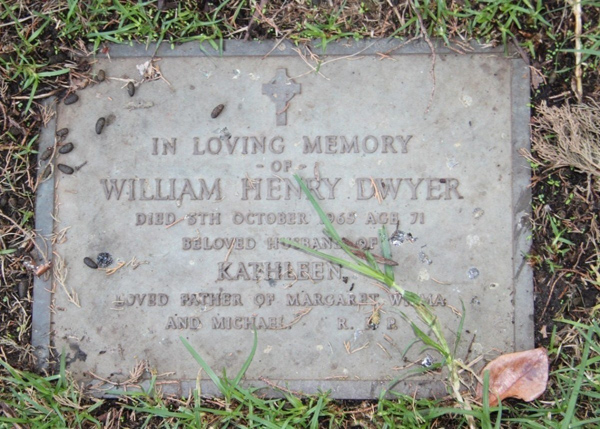 IN LOVING MEMORY
- OF -
WILLIAM HENRY DWYER
DIED 5TH OCTOBER 1965 AGE 71
BELOVED HUSBAND OF
KATHLEEN
LOVED FATHER OF MARGARET, WILMA
AND MICHAEL. R. I. P.